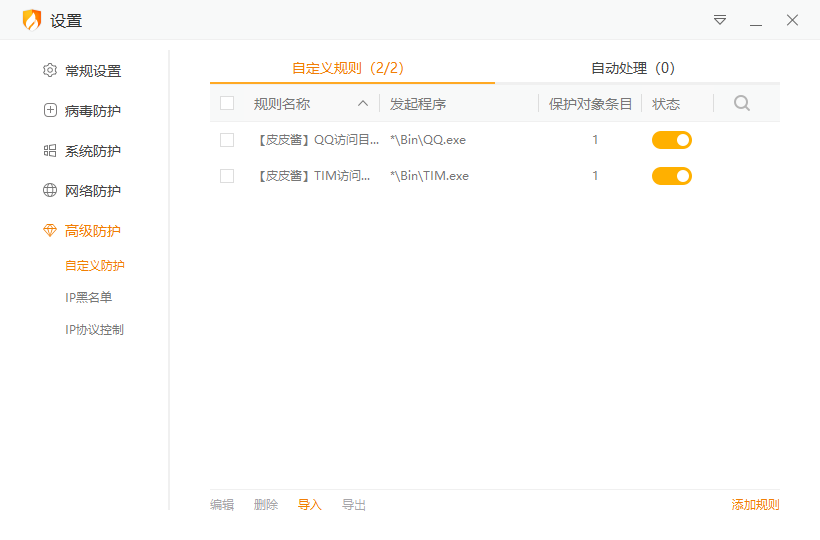 设置
常规设置
病毒防护
系统防护
网络防护
高级防护
自定义防护
IP黑名单
IP协议控制
自定义规则（2/2） 自动处理（0）
规则名称 发起程序 保护对象条目 状态
【皮皮酱】QQ访问目... *\Bin\QQ.exe 1
【皮皮酱】TIM访问... *\Bin\TIM.exe 1
编辑 删除 导入 导出 添加规则